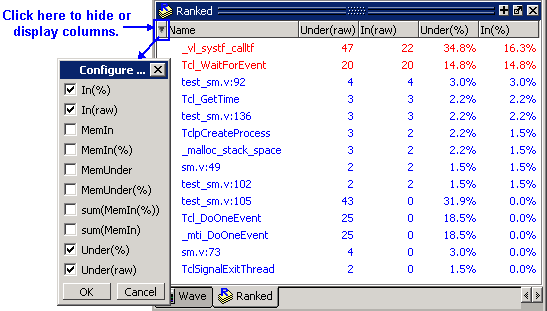 Click here to hide or
display columns.
Ranked
Name Under(raw) In(raw) Under(%) In(%)
_vl_systf_calltf 47 22 34.8% 16.3%
Tcl_WaitForEvent 20 20 14.8% 14.8%
test_sm.v:92 4 4 3.0% 3.0%
Tcl_GetTime 3 3 2.2% 2.2%
test_sm.v:136 3 3 2.2% 2.2%
TclpCreateProcess 3 2 2.2% 1.5%
_malloc_stack_space 3 2 2.2% 1.5%
sm.v:49 2 2 1.5% 1.5%
test_sm.v:102 2 2 1.5% 1.5%
test_sm.v:105 43 0 31.9% 0.0%
Tcl_DoOneEvent 25 0 18.5% 0.0%
_mti_DoOneEvent 25 0 18.5% 0.0%
sm.v:73 4 0 3.0% 0.0%
TclSignalExitThread 2 0 1.5% 0.0%
Wave Ranked
Configure ...
In(%)
In(raw)
MemIn
MemIn(%)
MemUnder
MemUnder(%)
sum(MemIn(%))
sum(MemIn)
Under(%)
Under(raw)
OK Cancel